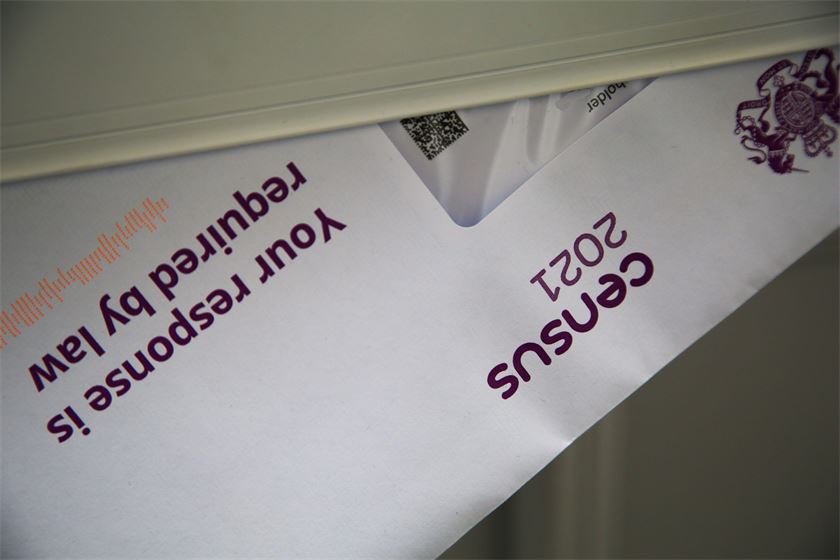 census
2021
holder
Your response is
required by law